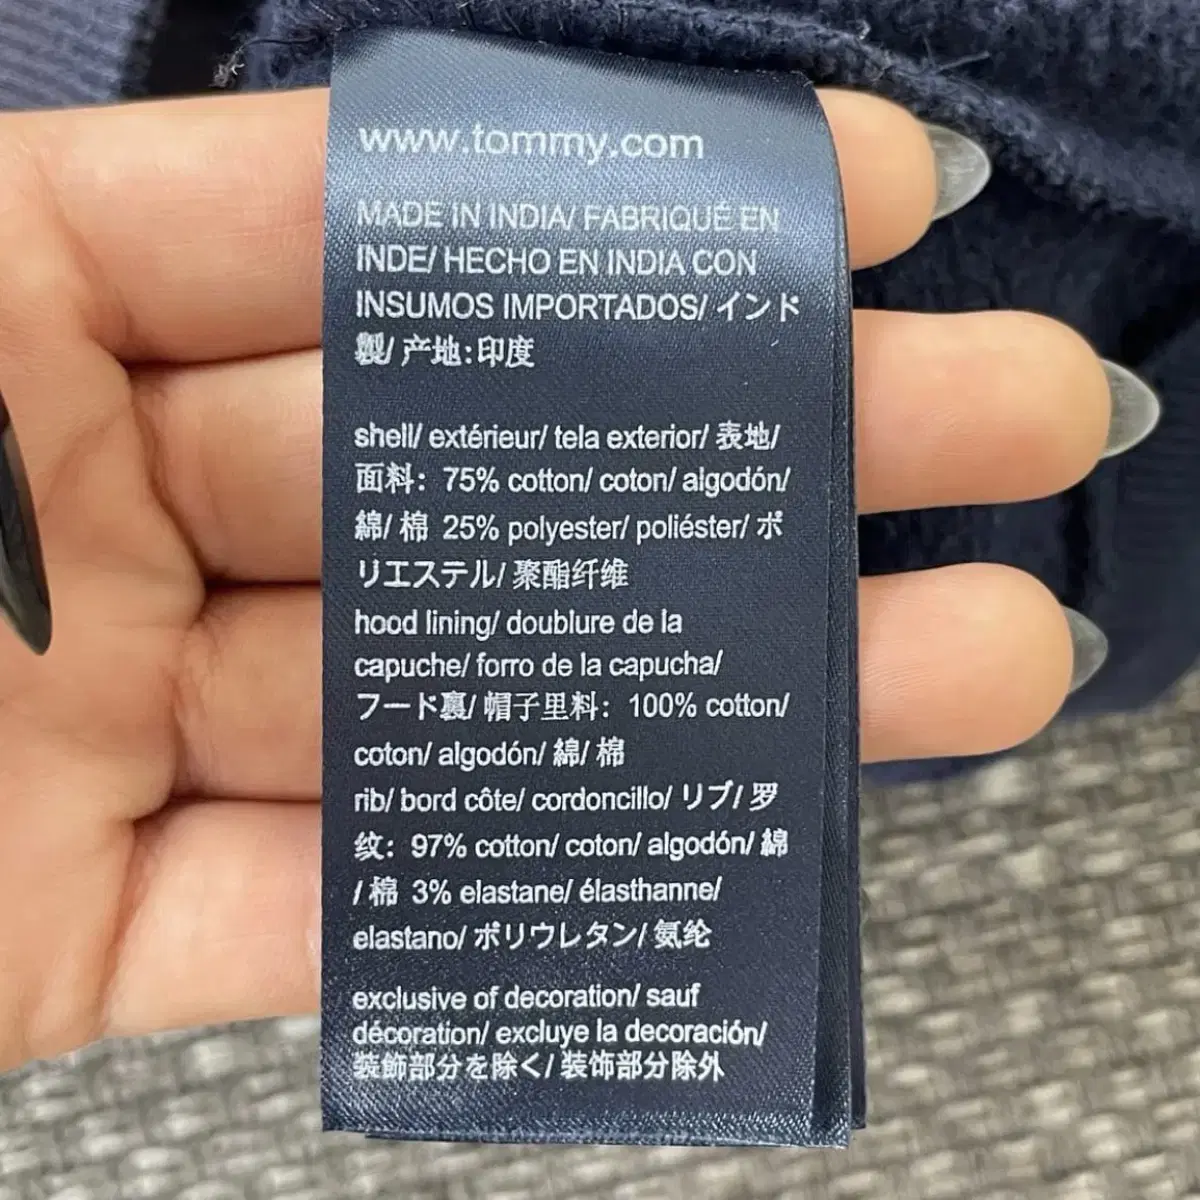 www.tommy.com
MADE IN INDIA/ FABRIQUÉ EN
INDE/ HECHO EN INDIA CON
INSUMOS IMPORTADOS/ インド
製/ 产地:印度
shell/ extérieur/ tela exterior/ 表地/
面料: 75% cotton/ coton/ algodón/
綿/ 棉 25% polyester/ poliéster/ ポ
リエステル/ 聚酯纤维
hood lining/ doublure de la
capuche/ forro de la capucha/
フード裏/ 帽子里料: 100% cotton/
coton/ algodón/ 綿/ 棉
rib/ bord côte/ cordoncillo/ リブ/ 罗
纹: 97% cotton/ coton/ algodón/ 綿
/ 棉 3% elastane/ élasthanne/
elastano/ ポリウレタン/ 氨纶
exclusive of decoration/ sauf
décoration/ excluye la decoración/
装飾部分を除く/ 装饰部分除外